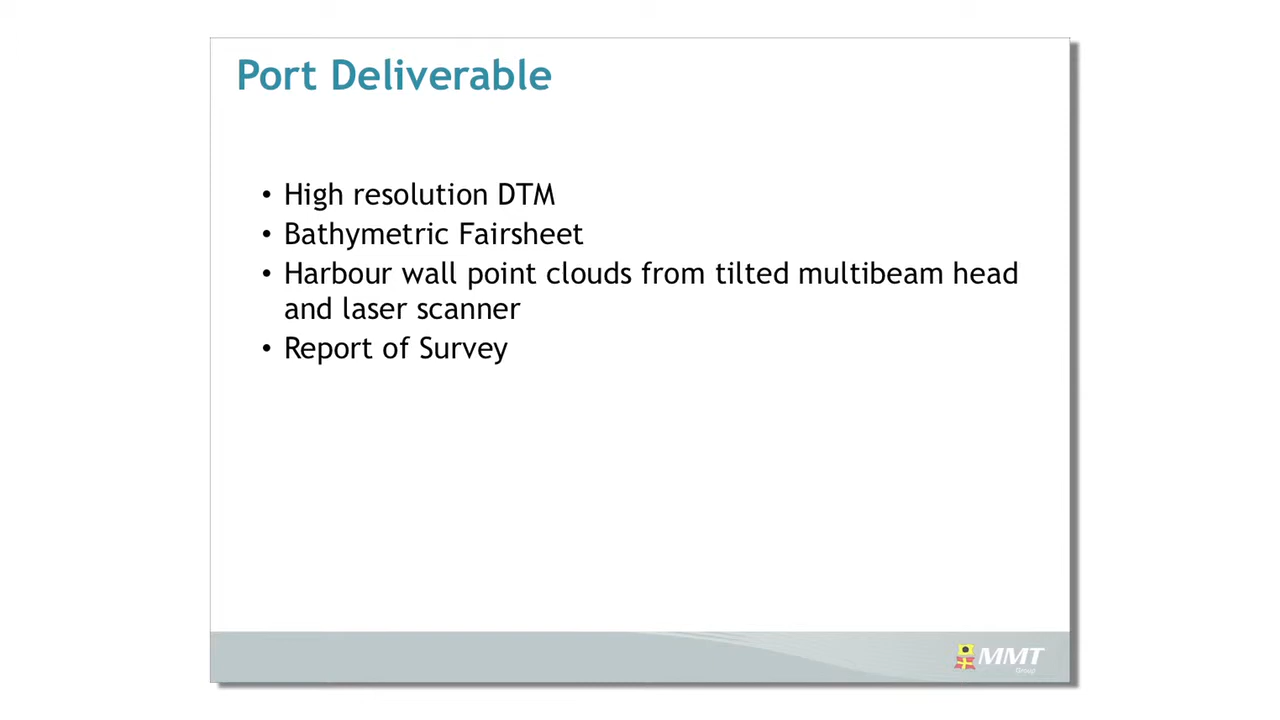 Port Deliverable
• High resolution DTM
• Bathymetric Fairsheet
• Harbour wall point clouds from tilted multibeam head
and laser scanner
• Report of Survey
MMT
Group